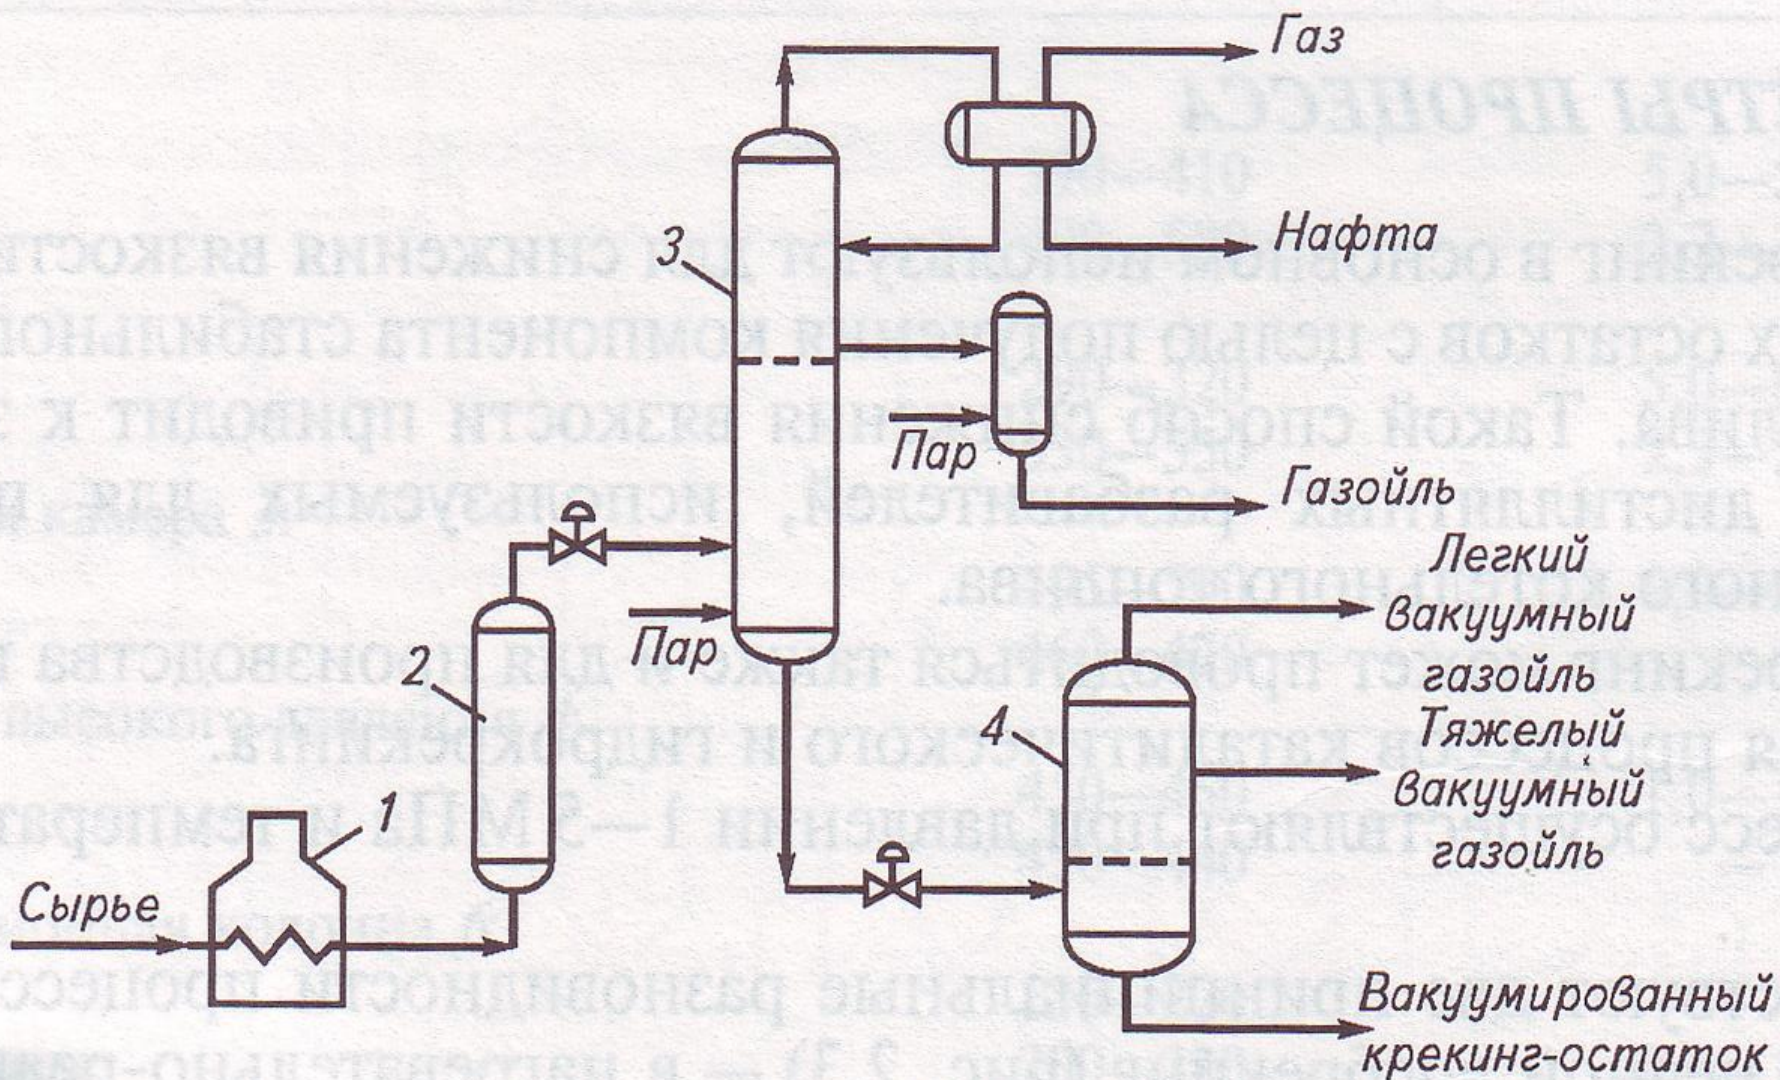 Газ
Нафта
3
Пар
Газойль
Пар
2
Легкий
вакуумный
газойль
4
Тяжелый
вакуумный
газойль
1
Сырье
Вакуумированный
крекинг-остаток